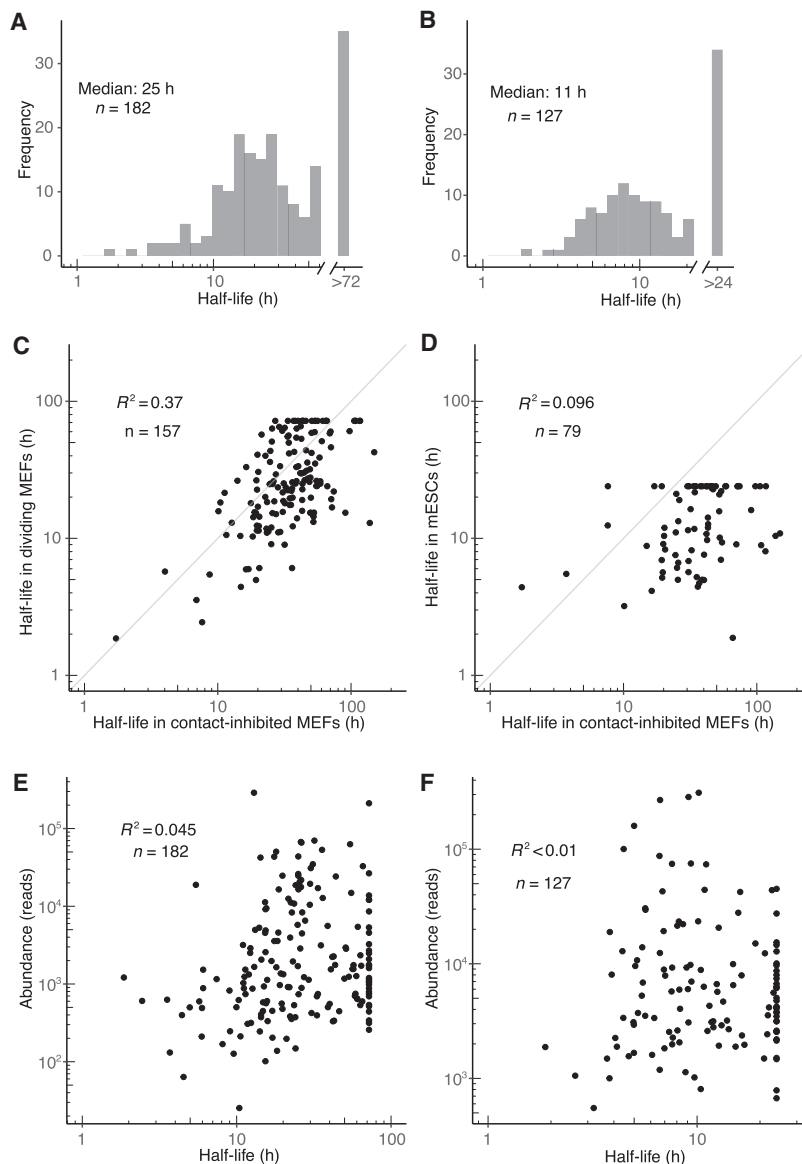 A
Median: 25 h
n = 182
Frequency
30
20
10
0
1
10
>72
Half-life (h)
B
Median: 11 h
n = 127
Frequency
30
20
10
0
1
10
>24
Half-life (h)
C
R² = 0.37
n = 157
Half-life in dividing MEFs (h)
100
10
1
1
10
100
Half-life in contact-inhibited MEFs (h)
D
R² = 0.096
n = 79
Half-life in mESCs (h)
100
10
1
1
10
100
Half-life in contact-inhibited MEFs (h)
E
R² = 0.045
n = 182
Abundance (reads)
10⁵
10⁴
10³
10²
1
10
100
Half-life (h)
F
R² < 0.01
n = 127
Abundance (reads)
10⁵
10⁴
10³
1
10
Half-life (h)